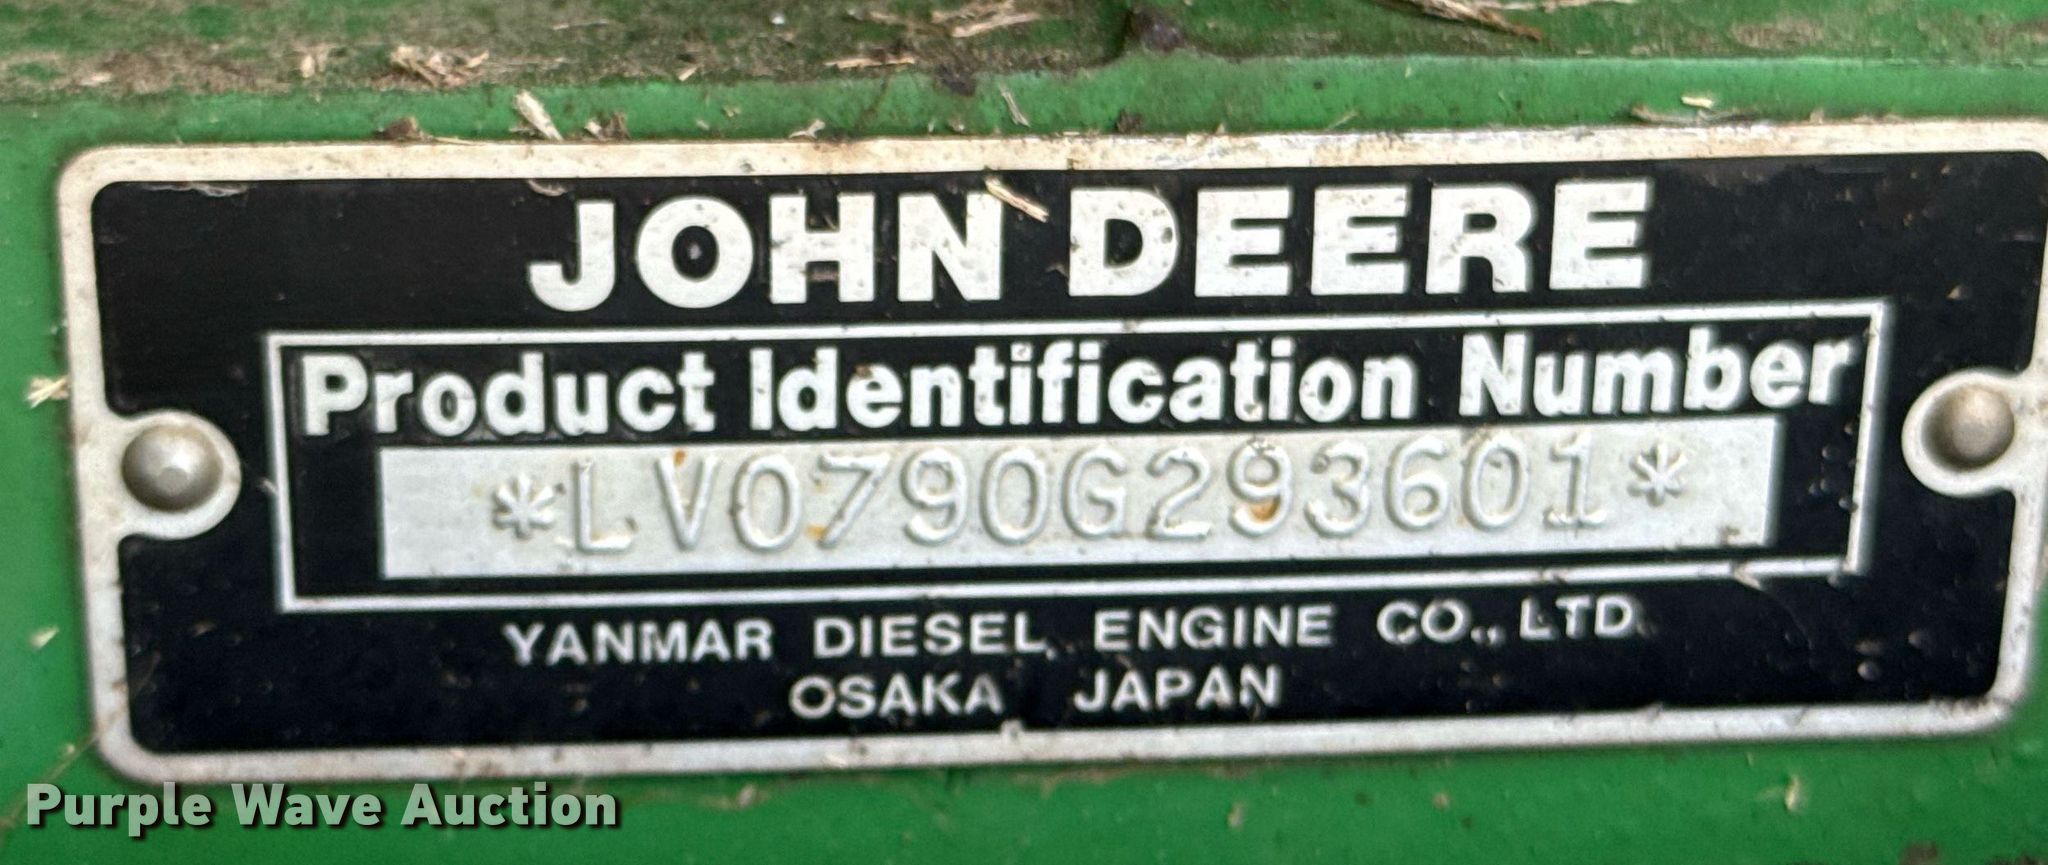 JOHN DEERE
Product Identification Number
*LV0790G293601*
YANMAR DIESEL ENGINE CO., LTD.
OSAKA JAPAN
Purple Wave Auction